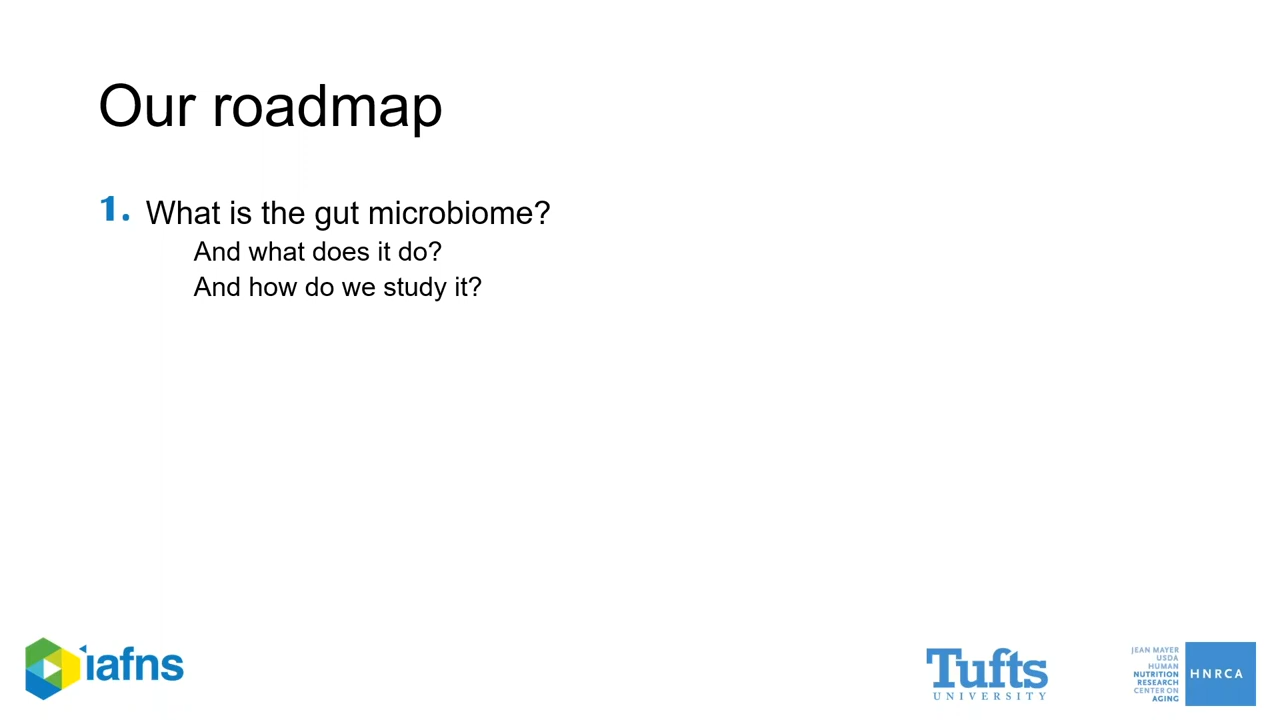 Our roadmap
1. What is the gut microbiome?
And what does it do?
And how do we study it?
iafns
Tufts
UNIVERSITY
JEAN MAYER
USDA
HUMAN
NUTRITION
RESEARCH
CENTER ON
AGING
HNRCA